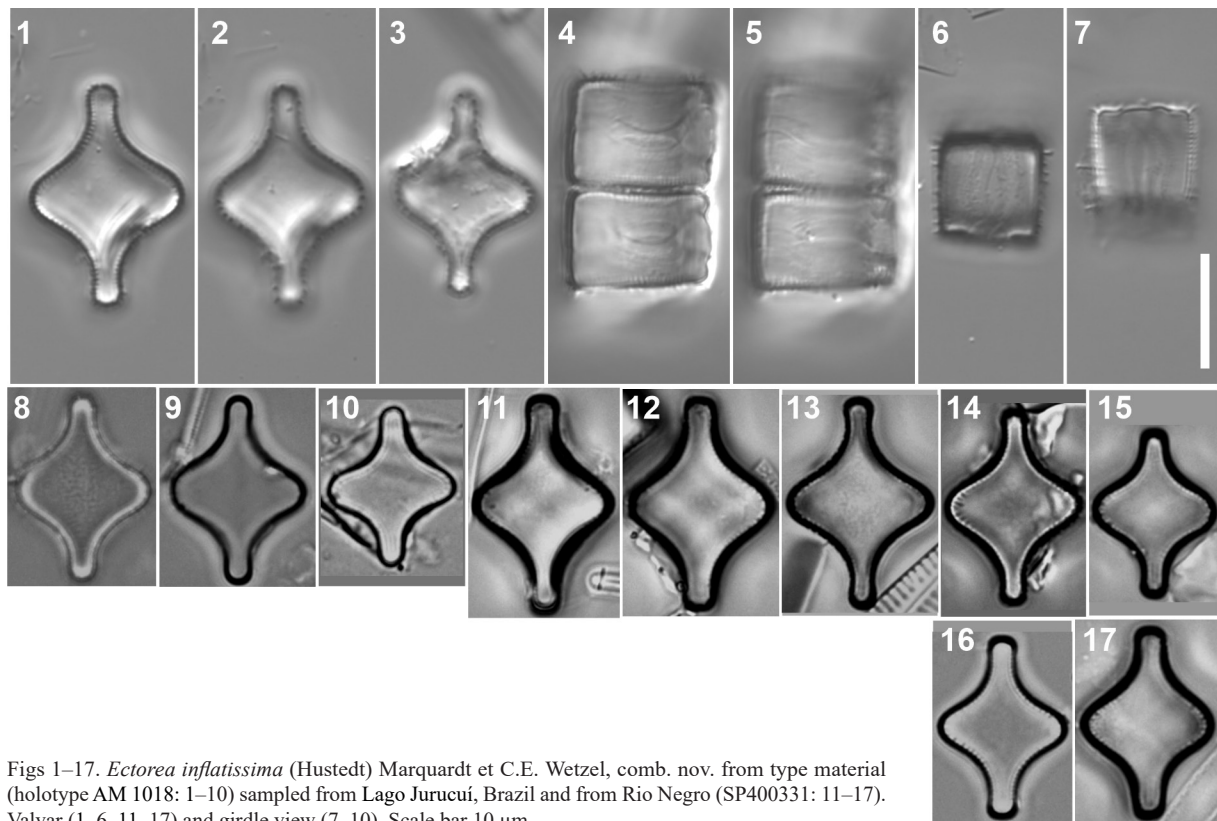 1 2 3 4 5 6 7
8 9 10 11 12 13 14 15
16 17
Figs 1–17. Ectorea inflatissima (Hustedt) Marquardt et C.E. Wetzel, comb. nov. from type material
(holotype AM 1018: 1–10) sampled from Lago Jurucuí, Brazil and from Rio Negro (SP400331: 11–17).
Valvar (1–6, 11–17) and girdle view (7–10). Scale bar 10 µm.